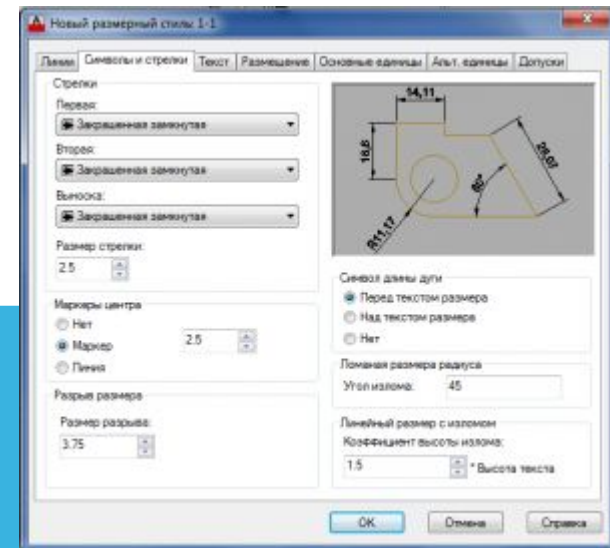 Новый размерный стиль: 1-1
Линии Символы и стрелки Текст Размещение Основные единицы Альт. единицы Допуски
Стрелки
Первая:
Закрашенная замкнутая
Вторая:
Закрашенная замкнутая
Выноска:
Закрашенная замкнутая
Размер стрелки:
2.5
Маркеры центра
Нет
Маркер
2.5
Линия
Разрыв размера
Размер разрыва:
3.75
14,11
16,6
28,07
60°
R11,17
Символ длины дуги
Перед текстом размера
Над текстом размера
Нет
Ломаная размера радиуса
Угол излома: 45
Линейный размер с изломом
Коэффициент высоты излома:
1.5 * Высота текста
OK Отмена Справка